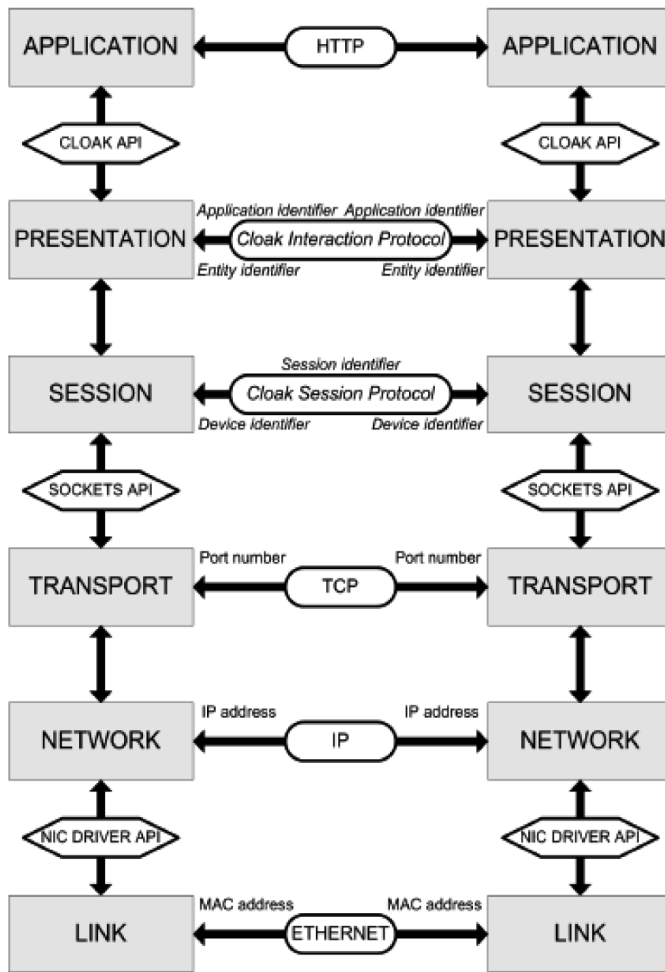 APPLICATION HTTP APPLICATION
CLOAK API CLOAK API
Application identifier Application identifier
PRESENTATION Cloak Interaction Protocol PRESENTATION
Entity identifier Entity identifier
Session identifier
SESSION Cloak Session Protocol SESSION
Device identifier Device identifier
SOCKETS API SOCKETS API
Port number Port number
TRANSPORT TCP TRANSPORT
IP address IP address
NETWORK IP NETWORK
NIC DRIVER API NIC DRIVER API
MAC address MAC address
LINK ETHERNET LINK